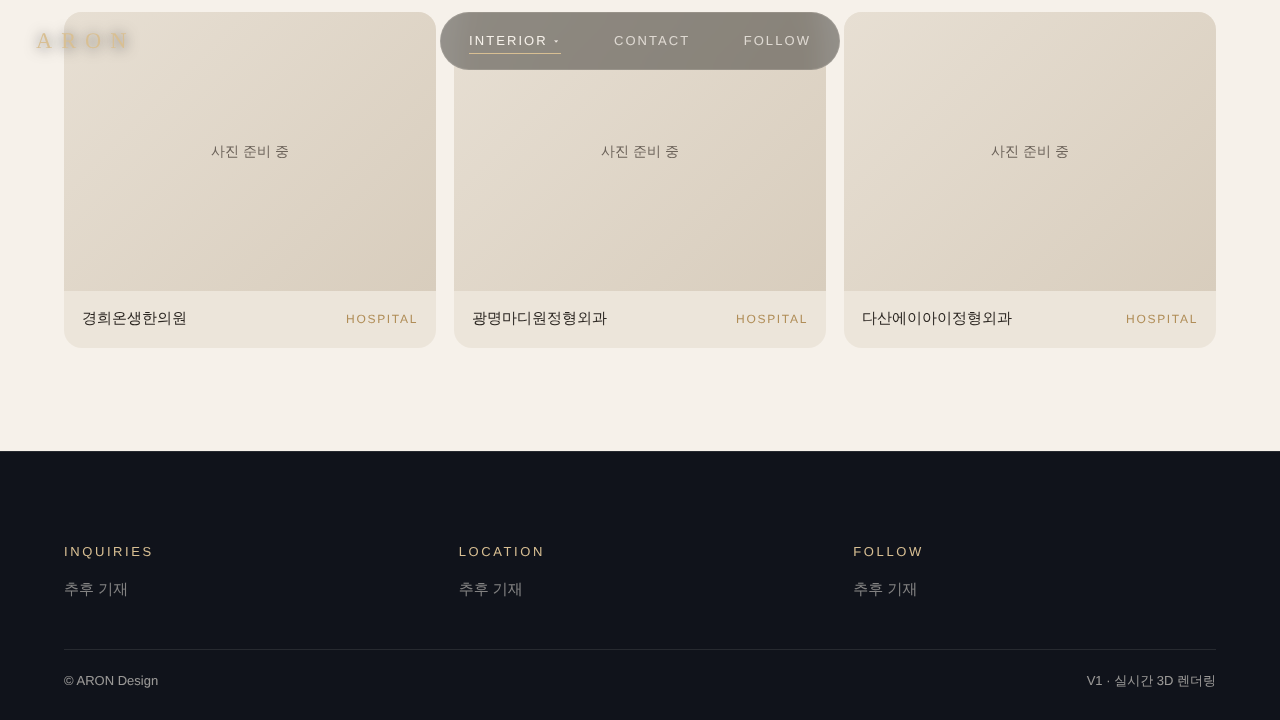 ARON
INTERIOR
CONTACT
FOLLOW
사진 준비 중
사진 준비 중
사진 준비 중
경희온생한의원
HOSPITAL
광명마디원정형외과
HOSPITAL
다산에이아이정형외과
HOSPITAL
INQUIRIES
LOCATION
FOLLOW
추후 기재
추후 기재
추후 기재
© ARON Design
V1 · 실시간 3D 렌더링